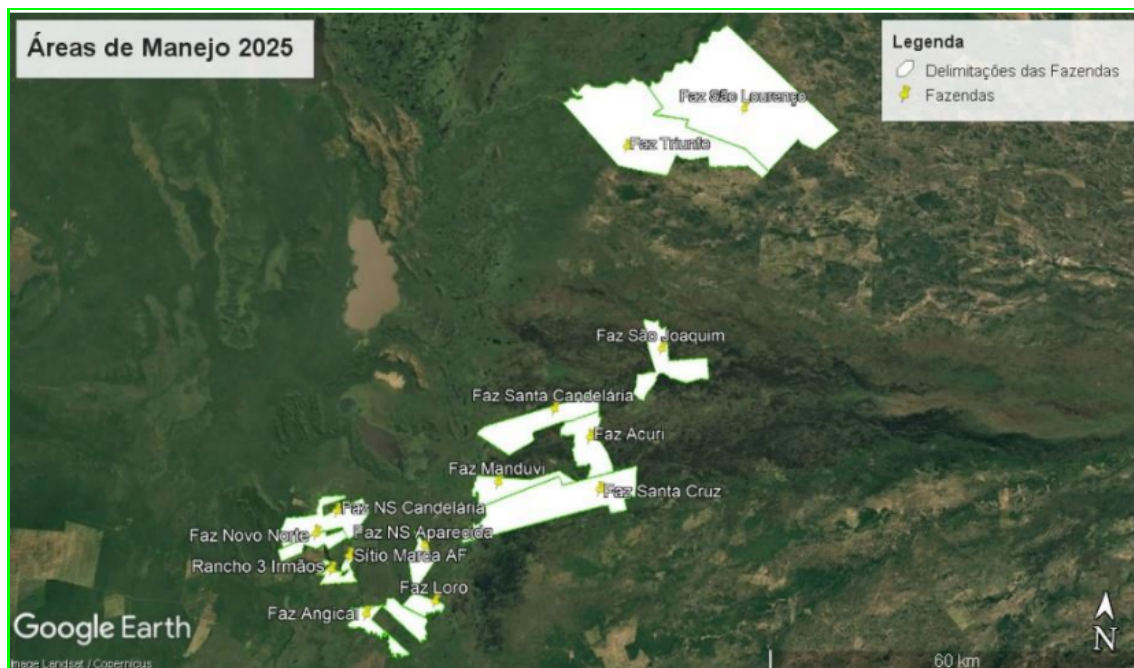 Áreas de Manejo 2025
Legenda
Delimitações das Fazendas
Fazendas
Faz São Lourenço
Faz Triunfo
Faz São Joaquim
Faz Santa Candelária
Faz Acuri
Faz Manduvi
Faz Santa Cruz
Faz NS Candelária
Faz Novo Norte
Faz NS Aparecida
Sítio Marca AF
Rancho 3 Irmãos
Faz Loro
Faz Angical
Google Earth
Image Landsat / Copernicus
60 km
N